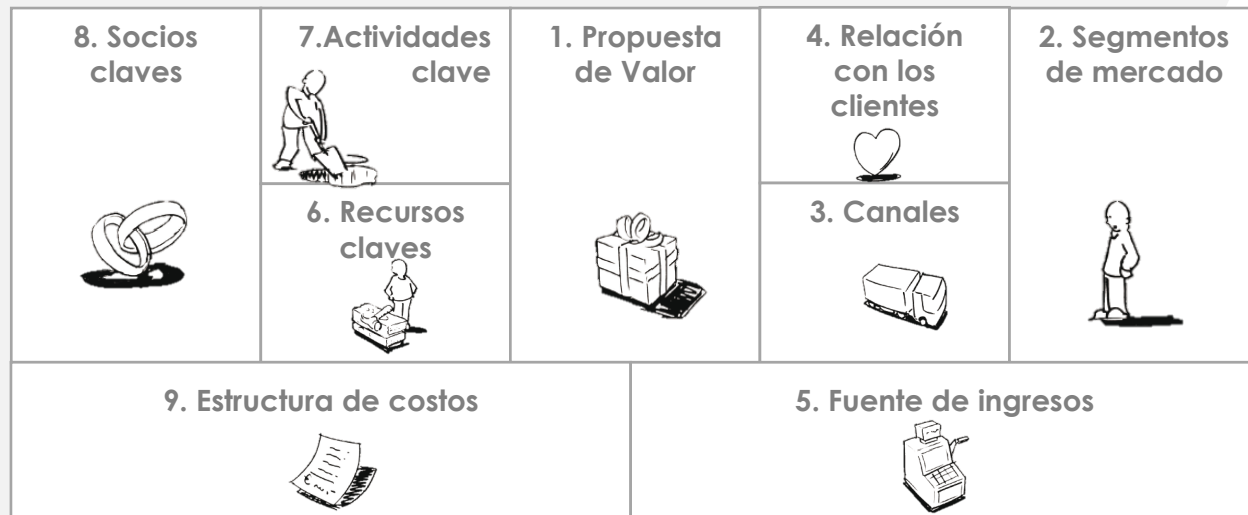 8. Socios
claves
7.Actividades
clave
1. Propuesta
de Valor
4. Relación
con los
clientes
2. Segmentos
de mercado
6. Recursos
claves
3. Canales
9. Estructura de costos
5. Fuente de ingresos